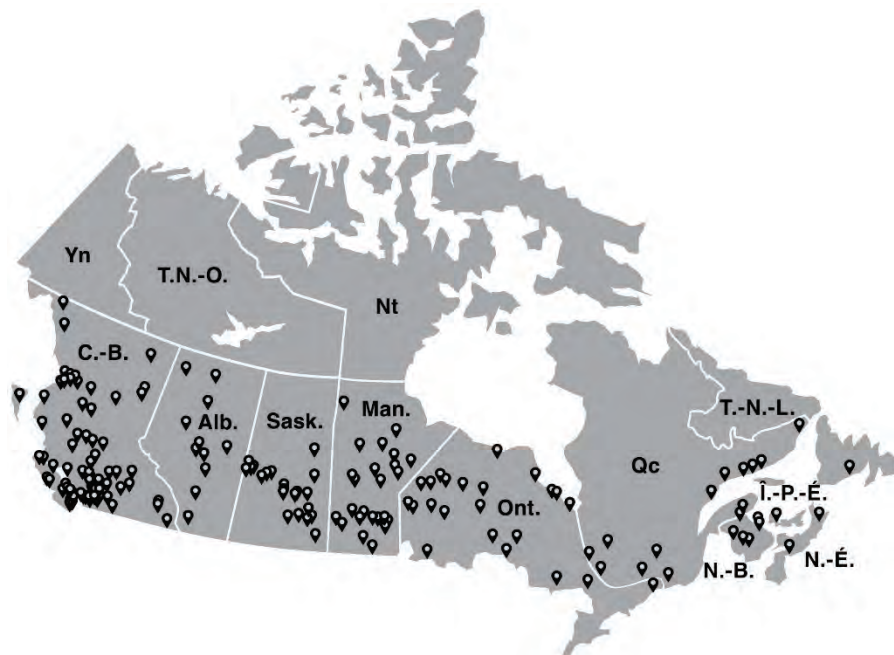 Yn
T.N.-O.
Nt
C.-B.
Alb.
Sask.
Man.
Ont.
Qc
T.-N.-L.
Î.-P.-É.
N.-B.
N.-É.